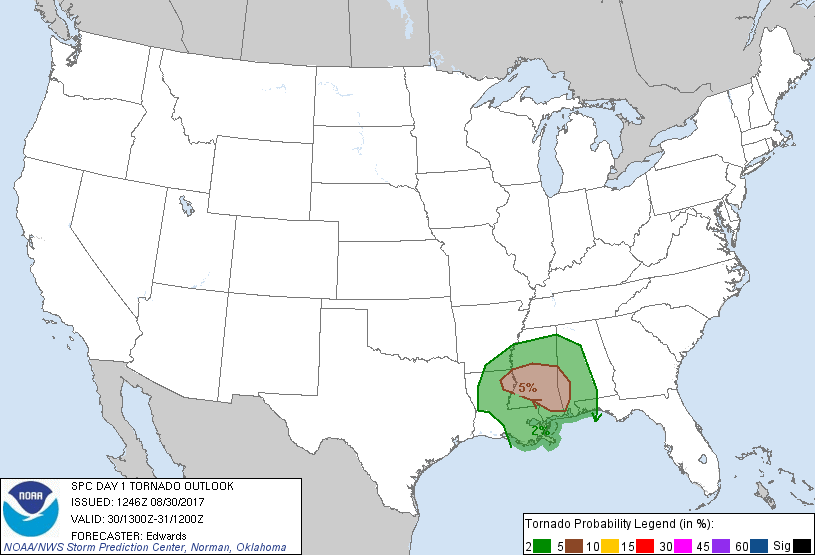 5%
2%
NOAA
SPC DAY 1 TORNADO OUTLOOK
ISSUED: 1246Z 08/30/2017
VALID: 30/1300Z-31/1200Z
FORECASTER: Edwards
NOAA/NWS Storm Prediction Center, Norman, Oklahoma
Tornado Probability Legend (in %):
2 5 10 15 30 45 60 Sig